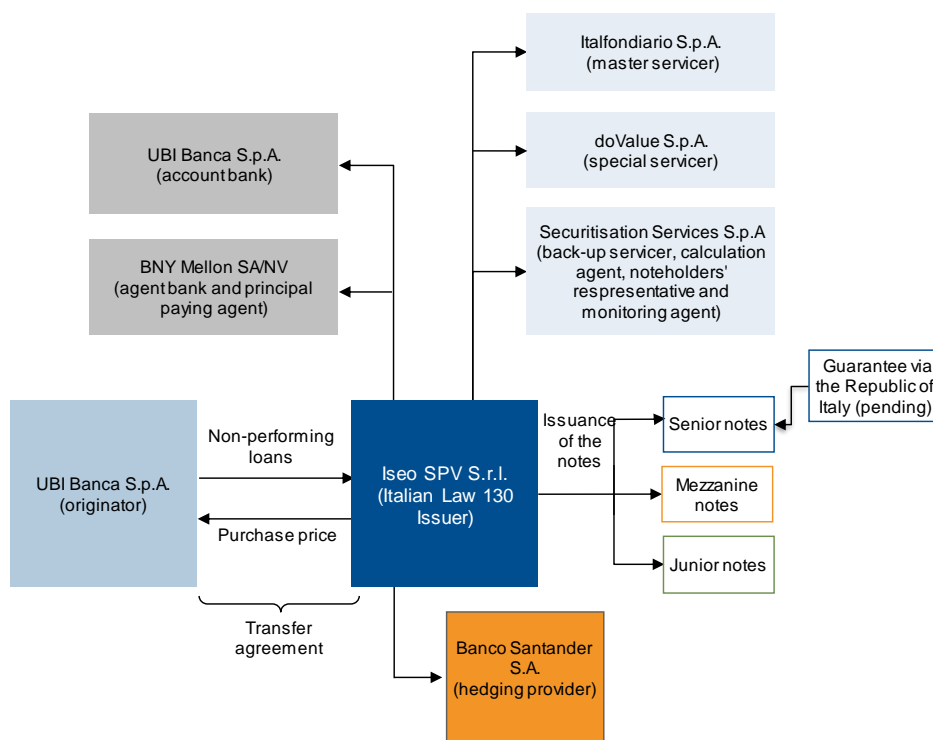 Italfondiario S.p.A.
(master servicer)
UBI Banca S.p.A.
(account bank)
doValue S.p.A.
(special servicer)
BNY Mellon SA/NV
(agent bank and principal
paying agent)
Securitisation Services S.p.A
(back-up servicer, calculation
agent, noteholders'
respresentative and
monitoring agent)
Guarantee via
the Republic of
Italy (pending)
UBI Banca S.p.A.
(originator)
Non-performing
loans
Purchase price
Transfer
agreement
Iseo SPV S.r.l.
(Italian Law 130
Issuer)
Issuance
of the
notes
Senior notes
Mezzanine
notes
Junior notes
Banco Santander
S.A.
(hedging provider)